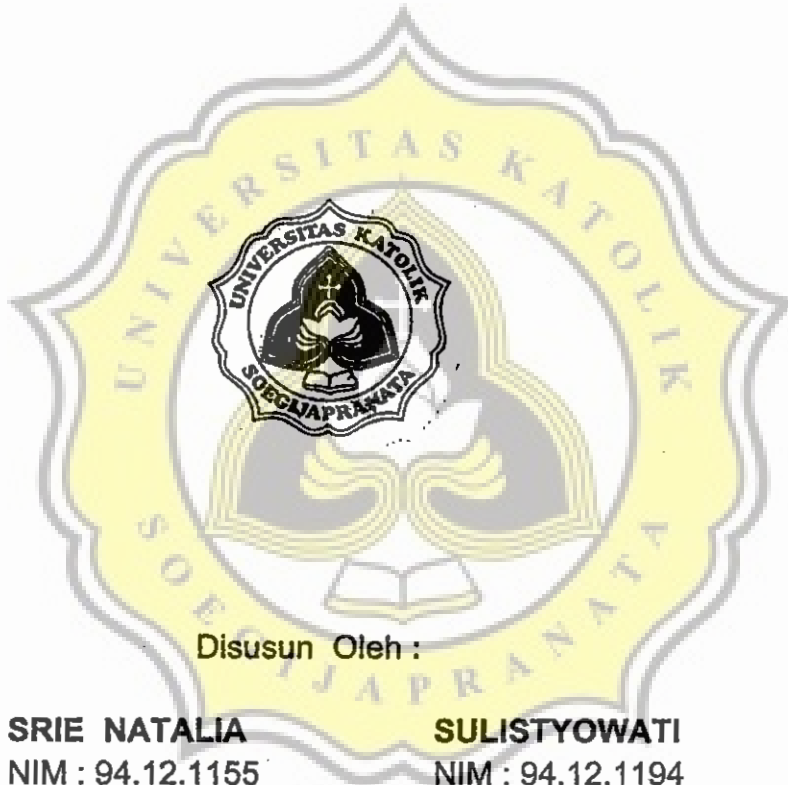 UNIVERSITAS KATOLIK
SOEGIJAPRANATA
UNIVERSITAS KATOLIK
SOEGIJAPRANATA
Disusun Oleh :
SRIE NATALIA SULISTYOWATI
NIM : 94.12.1155 NIM : 94.12.1194